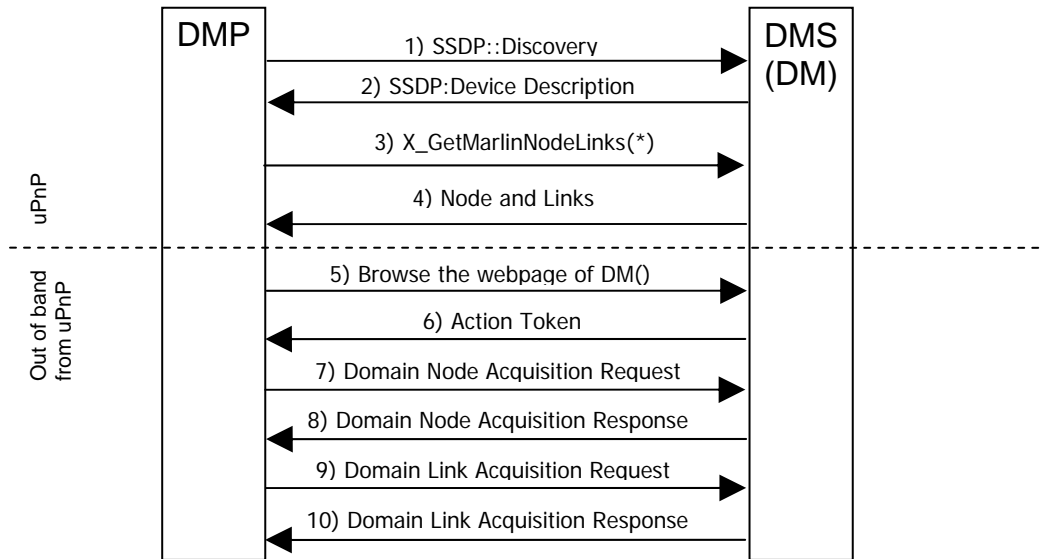 DMP
DMS
(DM)
1) SSDP::Discovery
2) SSDP:Device Description
3) X_GetMarlinNodeLinks(*)
4) Node and Links
uPnP
5) Browse the webpage of DM()
6) Action Token
7) Domain Node Acquisition Request
8) Domain Node Acquisition Response
9) Domain Link Acquisition Request
10) Domain Link Acquisition Response
Out of band
from uPnP